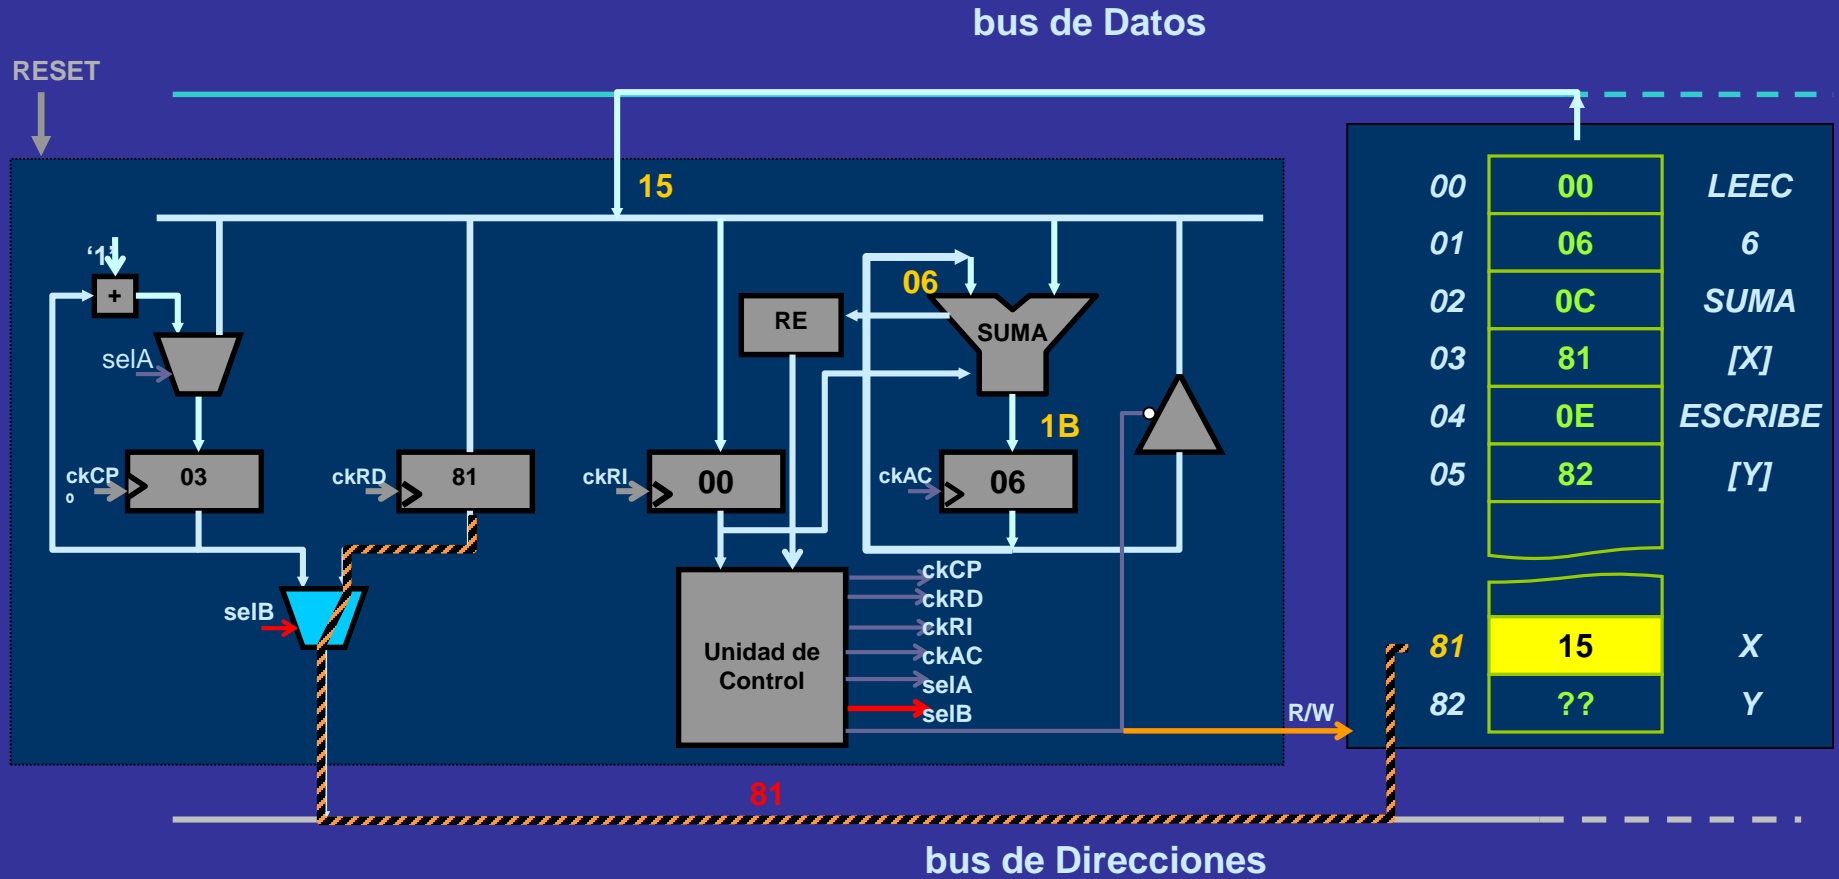 bus de Datos
RESET
15
00 00 LEEC
01 06 6
02 0C SUMA
03 81 [X]
04 0E ESCRIBE
05 82 [Y]
81 15 X
82 ?? Y
‘1’
+
selA
06
RE
SUMA
1B
ckCP
03
ckRD
81
ckRI
00
ckAC
06
selB
Unidad de
Control
ckCP
ckRD
ckRI
ckAC
selA
selB
R/W
81
bus de Direcciones